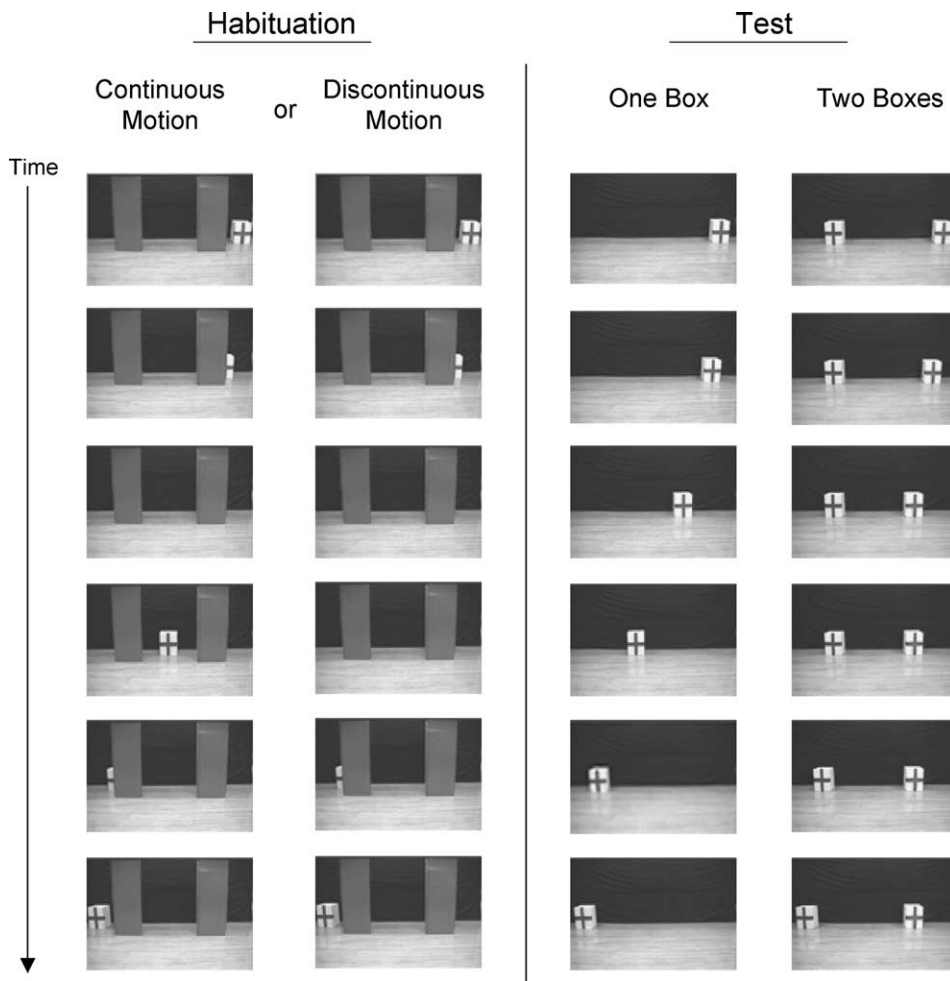 Habituation
Test
Continuous
Motion
or
Discontinuous
Motion
One Box
Two Boxes
Time